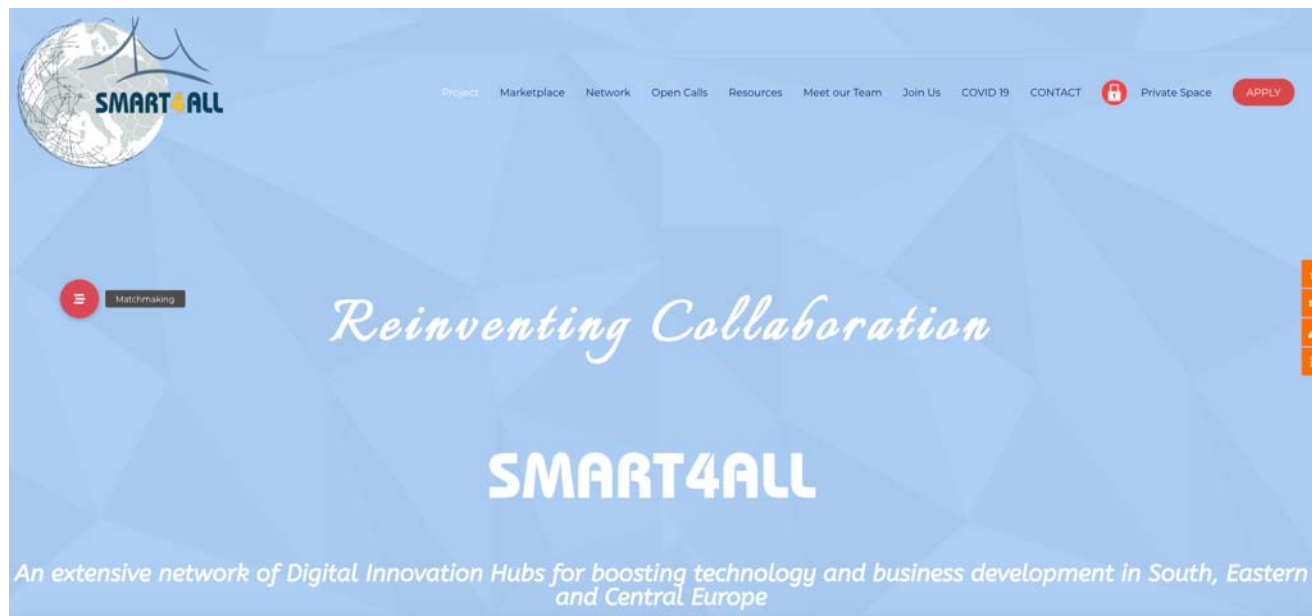 SMART4ALL
Project Marketplace Network Open Calls Resources Meet our Team Join Us COVID 19 CONTACT Private Space APPLY
Matchmaking
Reinventing Collaboration
SMART4ALL
An extensive network of Digital Innovation Hubs for boosting technology and business development in South, Eastern
and Central Europe